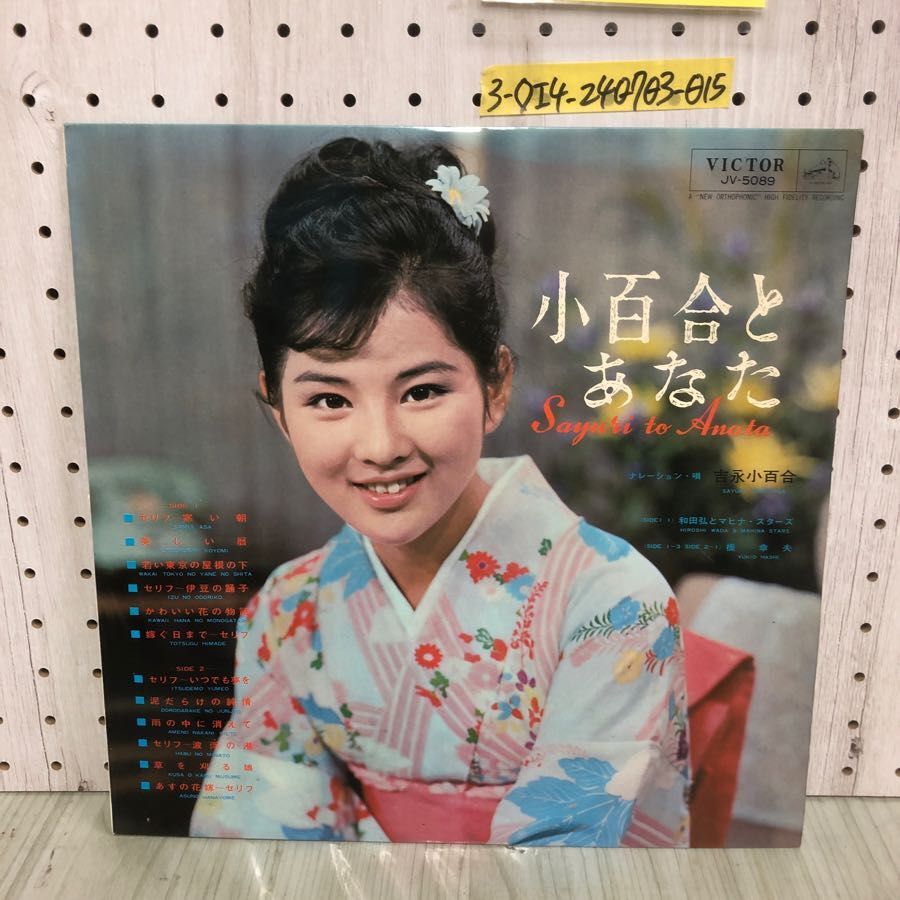 3-014-240703-015
VICTOR
JV-5089
A "NEW ORTHOPHONIC" HIGH FIDELITY RECORDING
小百合と
あなた
Sayuri to Anata
ナレーション・唄 吉永小百合
(SIDE1 1) 和田弘とマヒナ・スターズ
HIROSHI WADA & MAHINA STARS
(SIDE 1-3 SIDE 2-1) 橋幸夫
YUKIO HASHI
SIDE 1
セリフ—寒い朝
SAMUI ASA
美しい暦
KOYOMI
若い東京の屋根の下
WAKAI TOKYO NO YANE NO SHITA
セリフ—伊豆の踊子
IZU NO ODORIKO
かわいい花の物語
KAWAII HANA NO MONOGATARI
嫁ぐ日まで—セリフ
TOTSUGU HIMADE
SIDE 2
セリフ—いつでも夢を
ITSUDEMO YUMEO
泥だらけの純情
DORODARAKE NO JUNJO
雨の中に消えて
AMENO NAKANI KIETE
セリフ—波浮の港
HABU NO MINATO
草を刈る娘
KUSA O KARU MUSUME
あすの花嫁—セリフ
ASUNO HANAYOME